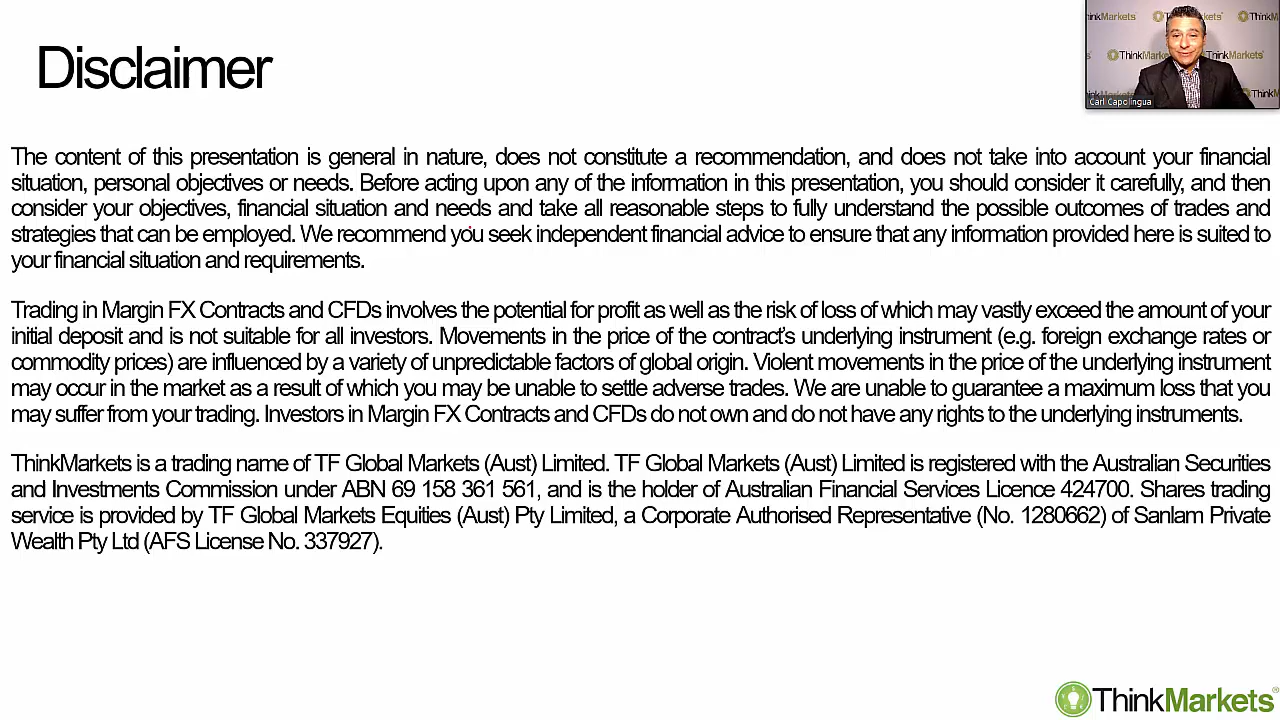 Disclaimer
ThinkMarkets
ThinkMarkets
Carl Capolingua
The content of this presentation is general in nature, does not constitute a recommendation, and does not take into account your financial
situation, personal objectives or needs. Before acting upon any of the information in this presentation, you should consider it carefully, and then
consider your objectives, financial situation and needs and take all reasonable steps to fully understand the possible outcomes of trades and
strategies that can be employed. We recommend you seek independent financial advice to ensure that any information provided here is suited to
your financial situation and requirements.
Trading in Margin FX Contracts and CFDs involves the potential for profit as well as the risk of loss of which may vastly exceed the amount of your
initial deposit and is not suitable for all investors. Movements in the price of the contract's underlying instrument (e.g. foreign exchange rates or
commodity prices) are influenced by a variety of unpredictable factors of global origin. Violent movements in the price of the underlying instrument
may occur in the market as a result of which you may be unable to settle adverse trades. We are unable to guarantee a maximum loss that you
may suffer from your trading. Investors in Margin FX Contracts and CFDs do not own and do not have any rights to the underlying instruments.
ThinkMarkets is a trading name of TF Global Markets (Aust) Limited. TF Global Markets (Aust) Limited is registered with the Australian Securities
and Investments Commission under ABN 69 158 361 561, and is the holder of Australian Financial Services Licence 424700. Shares trading
service is provided by TF Global Markets Equities (Aust) Pty Limited, a Corporate Authorised Representative (No. 1280662) of Sanlam Private
Wealth Pty Ltd (AFS License No. 337927).
ThinkMarkets®